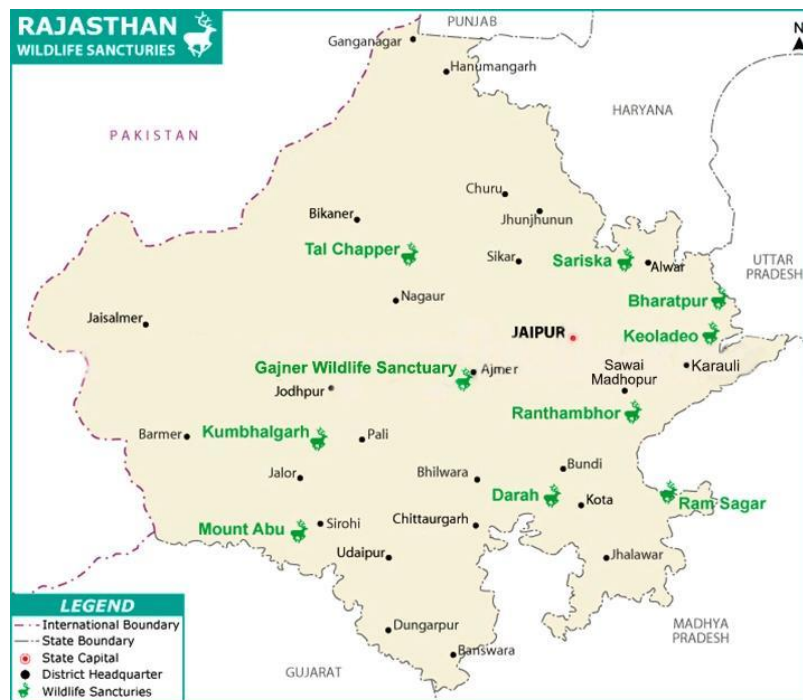 RAJASTHAN
WILDLIFE SANCTURIES
PUNJAB
N
Ganganagar
Hanumangarh
HARYANA
PAKISTAN
Churu
Jhunjhunun
Bikaner
Tal Chapper
Sikar
Sariska
Alwar
UTTAR
PRADESH
Bharatpur
Nagaur
Jaisalmer
JAIPUR
Keoladeo
Gajner Wildlife Sanctuary
Ajmer
Sawai
Madhopur
Karauli
Jodhpur
Ranthambhor
Barmer
Kumbhalgarh
Pali
Jalor
Bhilwara
Bundi
Darah
Kota
Ram Sagar
Mount Abu
Sirohi
Chittaurgarh
Udaipur
Jhalawar
LEGEND
International Boundary
State Boundary
State Capital
District Headquarter
Wildlife Sancturies
Dungarpur
Banswara
GUJARAT
MADHYA
PRADESH